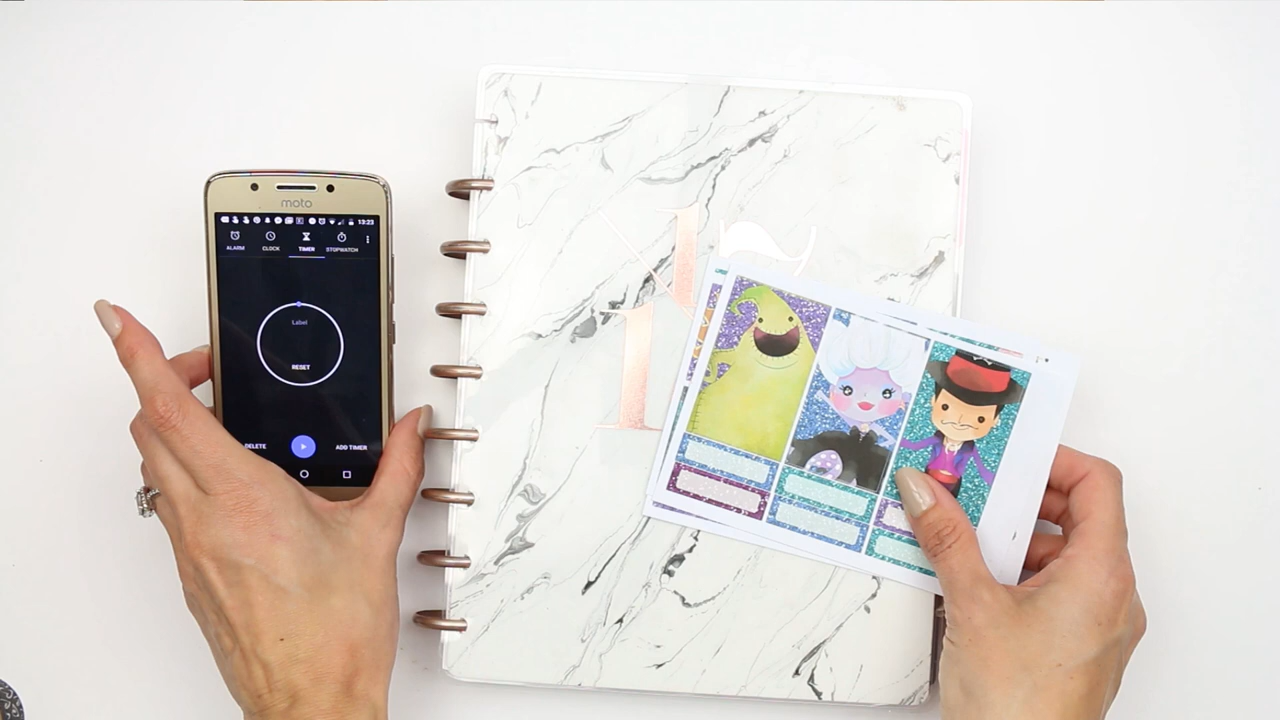 moto
13:23
ALARM CLOCK TIMER STOPWATCH
Label
RESET
DELETE ADD TIMER